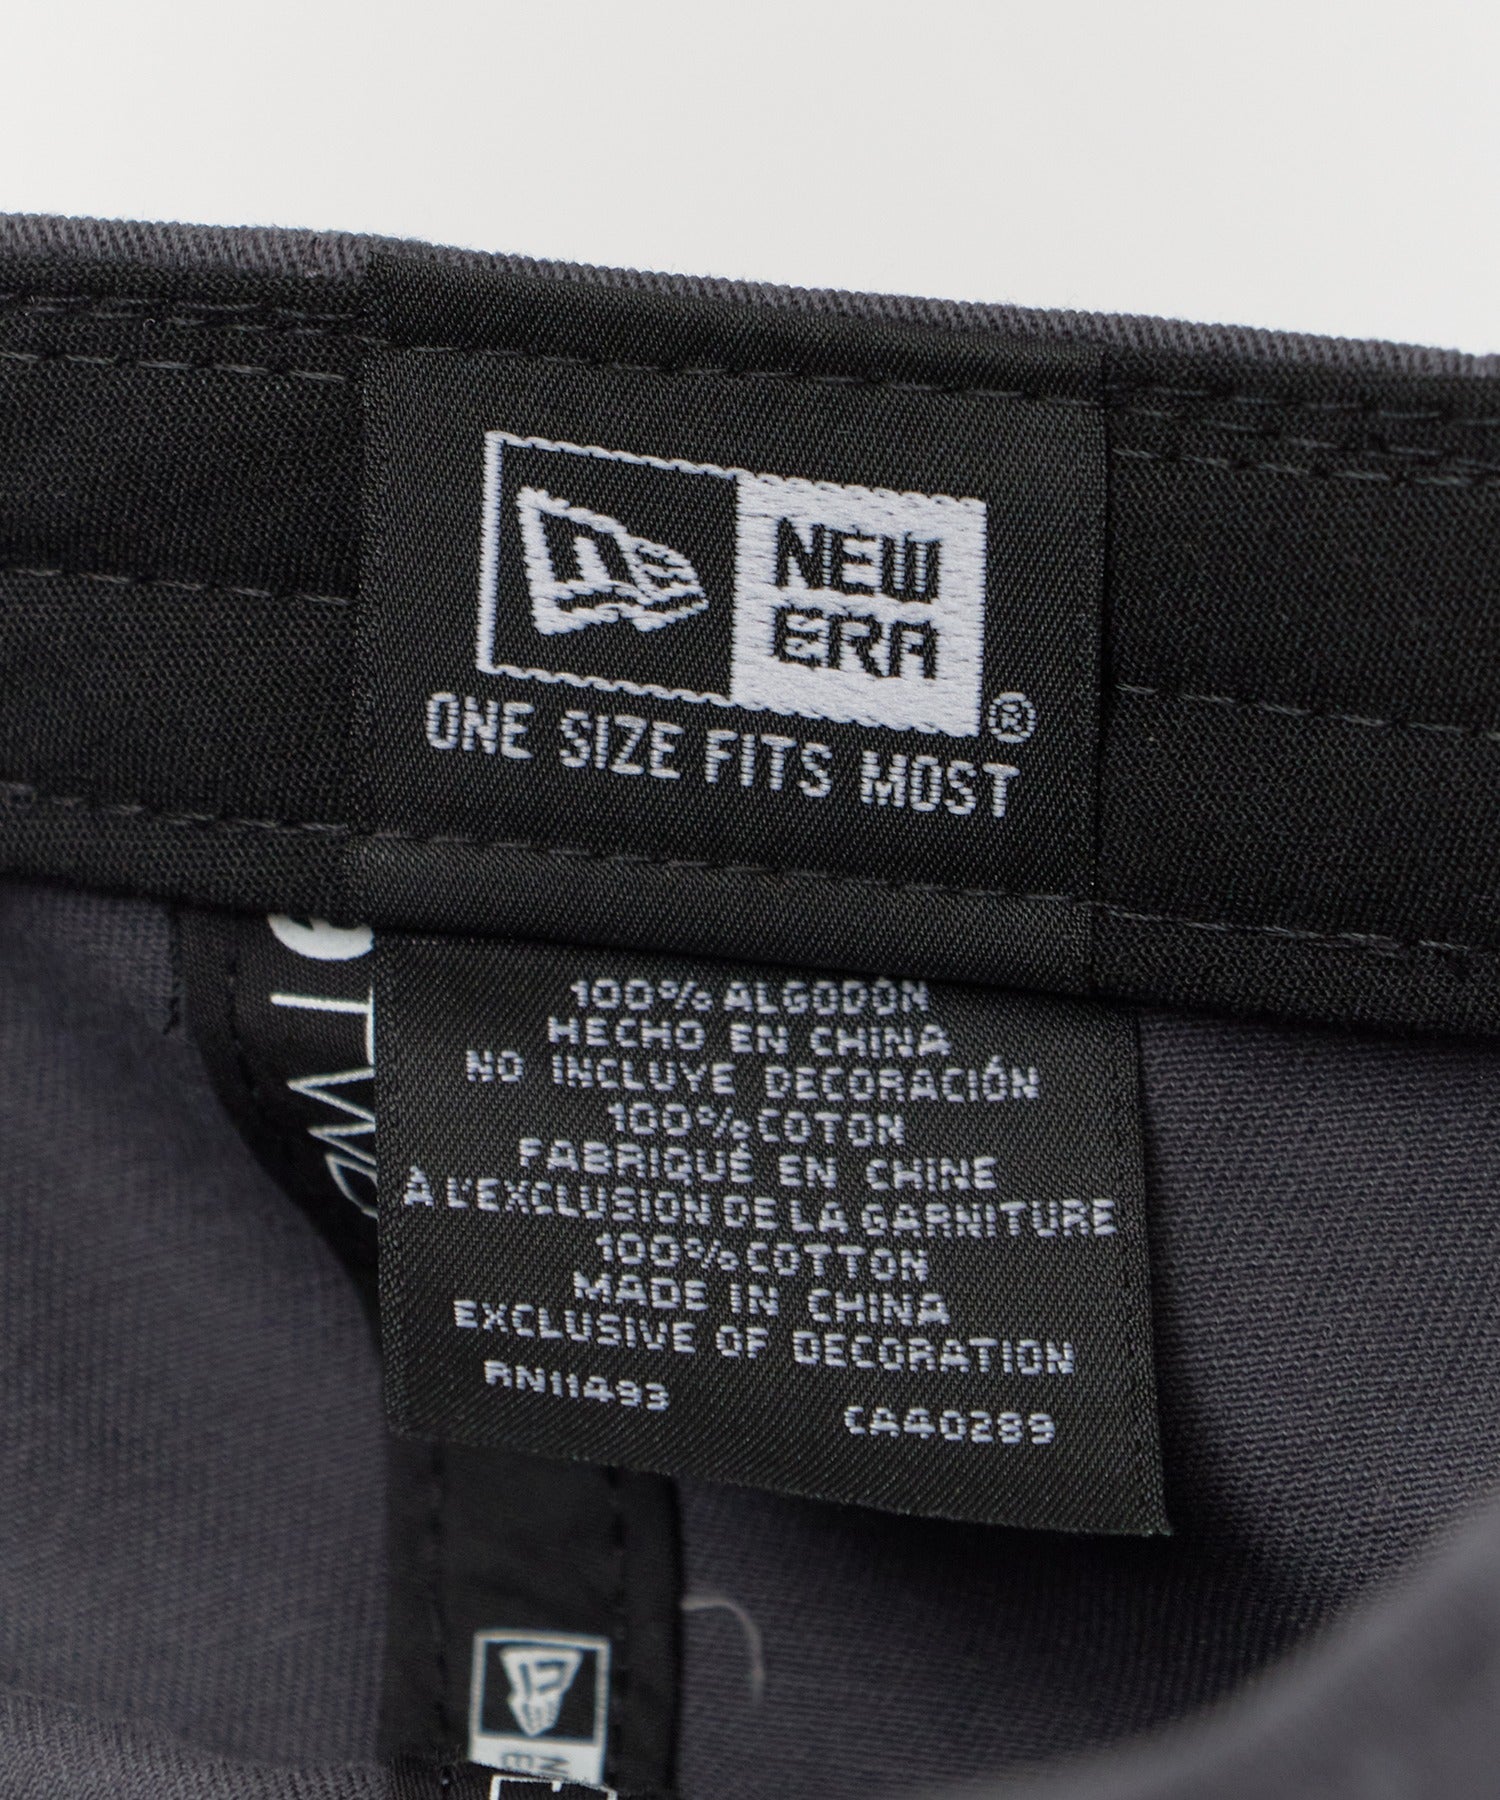 NEW
ERA
®
ONE SIZE FITS MOST
100% ALGODON
HECHO EN CHINA
NO INCLUYE DECORACIÓN
100% COTON
FABRIQUÉ EN CHINE
À L'EXCLUSION DE LA GARNITURE
100% COTTON
MADE IN CHINA
EXCLUSIVE OF DECORATION
RN11493
CA40289